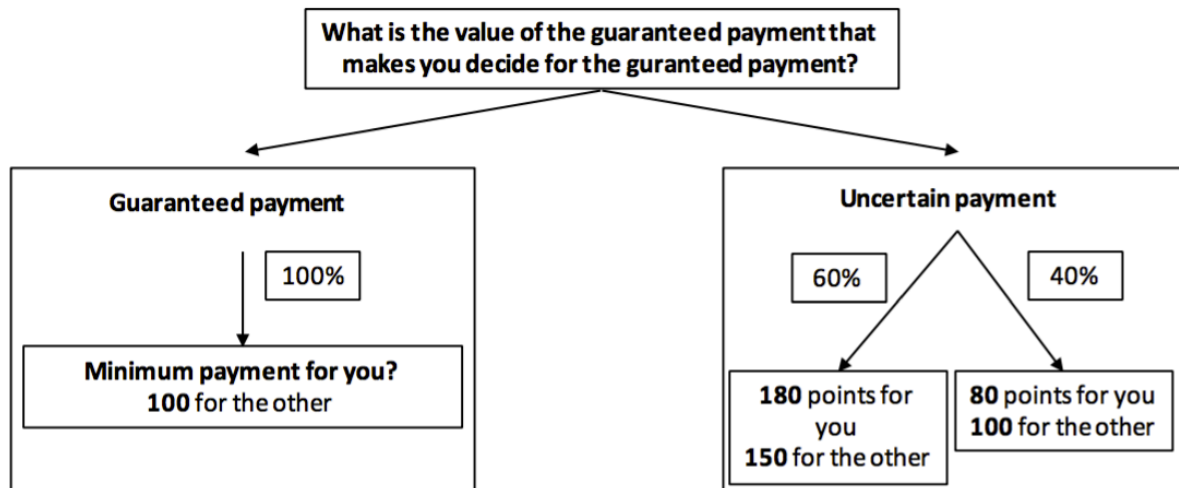 What is the value of the guaranteed payment that
makes you decide for the guranteed payment?
Guaranteed payment
100%
Minimum payment for you?
100 for the other
Uncertain payment
60%
40%
180 points for
you
150 for the other
80 points for you
100 for the other